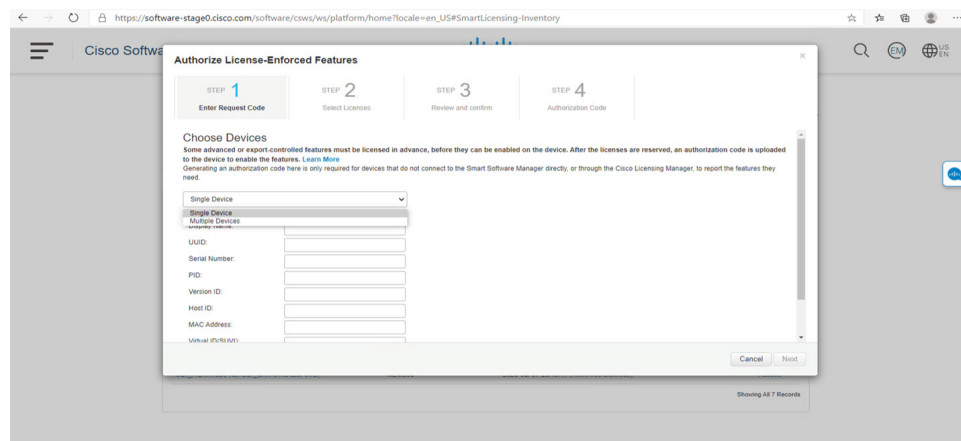 https://software-stage0.cisco.com/software/csws/ws/platform/home?locale=en_US#SmartLicensing-Inventory
Cisco Softwa
EM
US
EN
Authorize License-Enforced Features
STEP 1
Enter Request Code
STEP 2
Select Licenses
STEP 3
Review and confirm
STEP 4
Authorization Code
Choose Devices
Some advanced or export-controlled features must be licensed in advance, before they can be enabled on the device. After the licenses are reserved, an authorization code is uploaded
to the device to enable the features. Learn More
Generating an authorization code here is only required for devices that do not connect to the Smart Software Manager directly, or through the Cisco Licensing Manager, to report the features they
need.
Single Device
Single Device
Multiple Devices
Display Name:
UUID:
Serial Number:
PID:
Version ID:
Host ID:
MAC Address:
Virtual ID(SUVI):
Cancel
Next
Showing All 7 Records